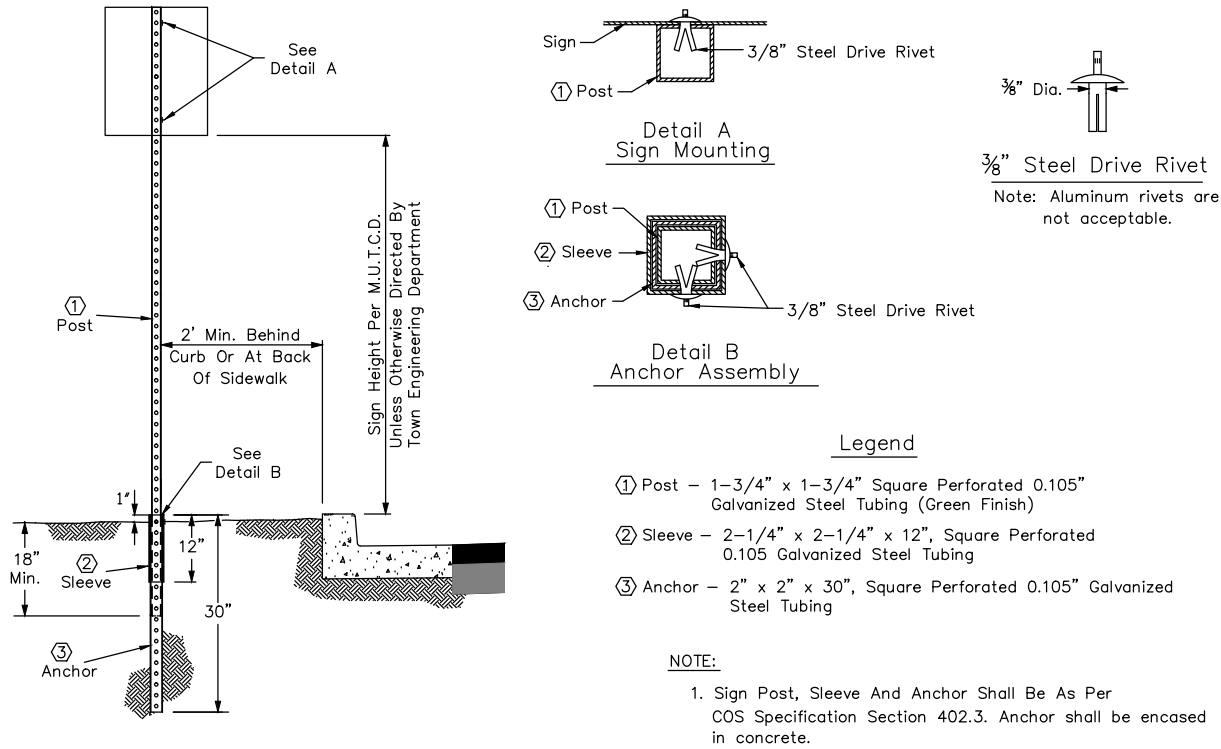 See
Detail A
① Post
2' Min. Behind
Curb Or At Back
Of Sidewalk
Sign Height Per M.U.T.C.D.
Unless Otherwise Directed By
Town Engineering Department
See
Detail B
1"
18"
Min.
② Sleeve
12"
30"
③ Anchor
Sign
3/8" Steel Drive Rivet
① Post
Detail A
Sign Mounting
① Post
② Sleeve
③ Anchor
3/8" Steel Drive Rivet
Detail B
Anchor Assembly
⅜" Dia.
⅜" Steel Drive Rivet
Note: Aluminum rivets are
not acceptable.
Legend
① Post – 1-3/4" x 1-3/4" Square Perforated 0.105"
Galvanized Steel Tubing (Green Finish)
② Sleeve – 2-1/4" x 2-1/4" x 12", Square Perforated
0.105 Galvanized Steel Tubing
③ Anchor – 2" x 2" x 30", Square Perforated 0.105" Galvanized
Steel Tubing
NOTE:
1. Sign Post, Sleeve And Anchor Shall Be As Per
COS Specification Section 402.3. Anchor shall be encased
in concrete.